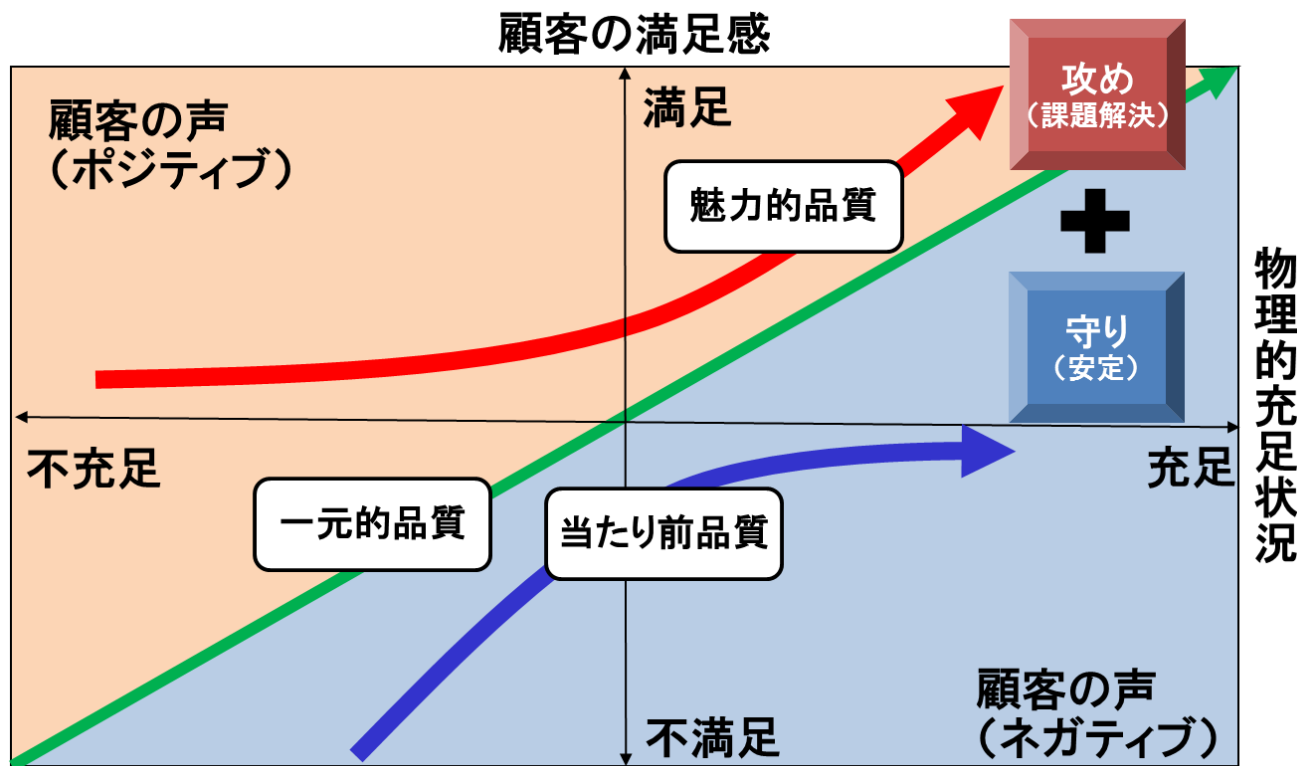 顧客の満足感
満足
顧客の声
(ポジティブ)
攻め
(課題解決)
魅力的品質
守り
(安定)
物理的充足状況
不充足
充足
一元的品質
当たり前品質
不満足
顧客の声
(ネガティブ)